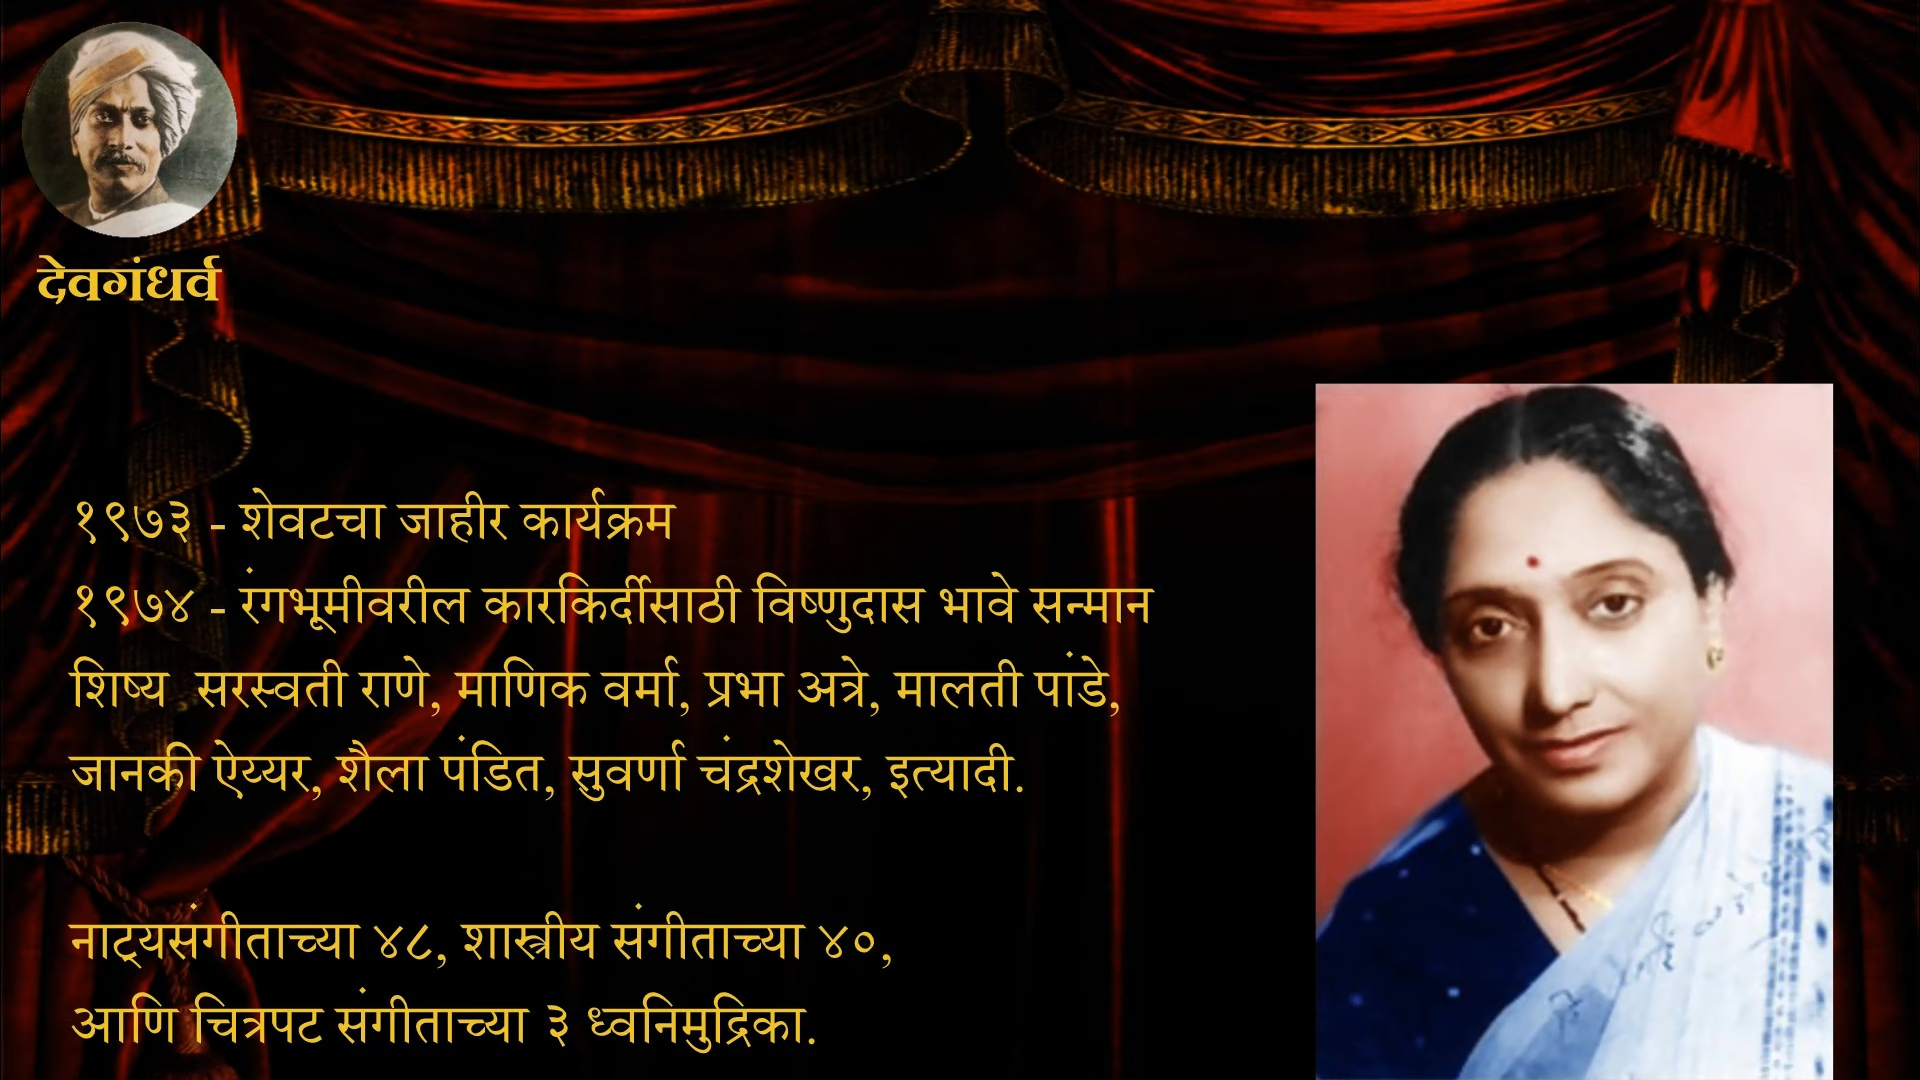 देवगंधर्व
१९७३ - शेवटचा जाहीर कार्यक्रम
१९७४ - रंगभूमीवरील कारकिर्दीसाठी विष्णुदास भावे सन्मान
शिष्य  सरस्वती राणे, माणिक वर्मा, प्रभा अत्रे, मालती पांडे,
जानकी ऐय्यर, शैला पंडित, सुवर्णा चंद्रशेखर, इत्यादी.
नाट्यसंगीताच्या ४८, शास्त्रीय संगीताच्या ४०,
आणि चित्रपट संगीताच्या ३ ध्वनिमुद्रिका.